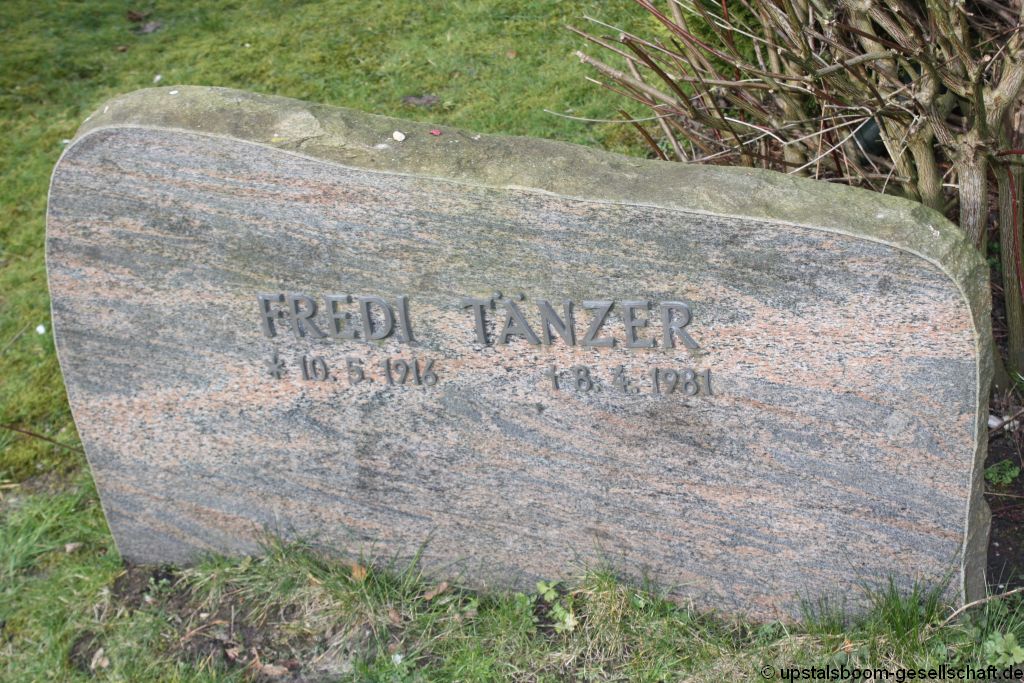 FREDI TÄNZER
* 10. 5. 1916 † 8. 4. 1981
© upstalsboom-gesellschaft.de